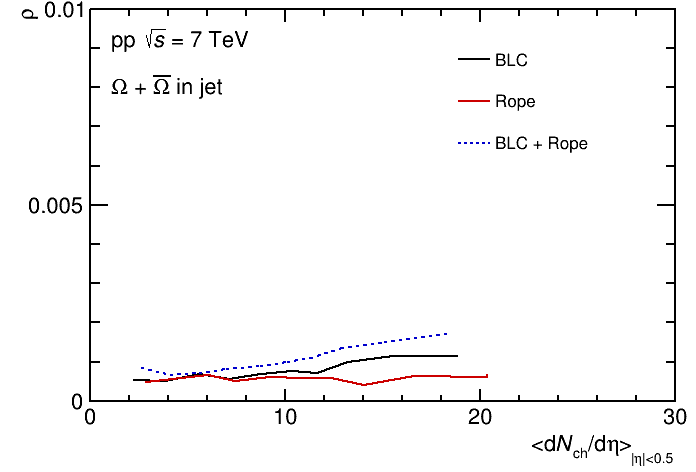 ρ
0.01
pp √s = 7 TeV
BLC
Ω + Ω̅ in jet
Rope
BLC + Rope
0.005
0
0 10 20 30
<dN_ch/dη>_|η|<0.5